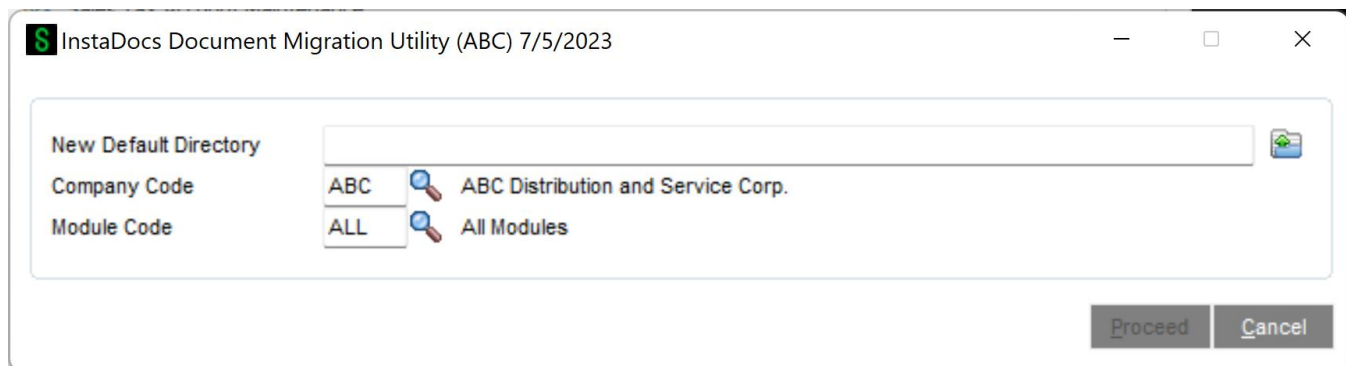 InstaDocs Document Migration Utility (ABC) 7/5/2023
New Default Directory
Company Code ABC ABC Distribution and Service Corp.
Module Code ALL All Modules
Proceed Cancel